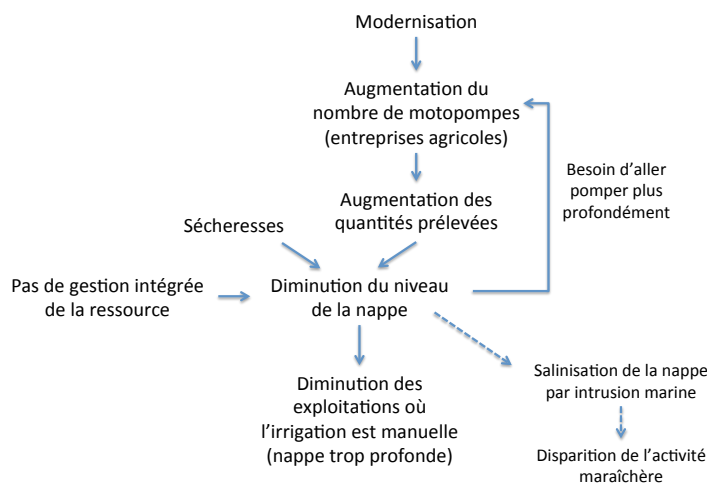 Modernisation
Augmentation du
nombre de motopompes
(entreprises agricoles)
Besoin d'aller
pomper plus
profondément
Augmentation des
quantités prélevées
Sécheresses
Pas de gestion intégrée
de la ressource
Diminution du niveau
de la nappe
Salinisation de la nappe
par intrusion marine
Diminution des
exploitations où
l'irrigation est manuelle
(nappe trop profonde)
Disparition de l'activité
maraîchère